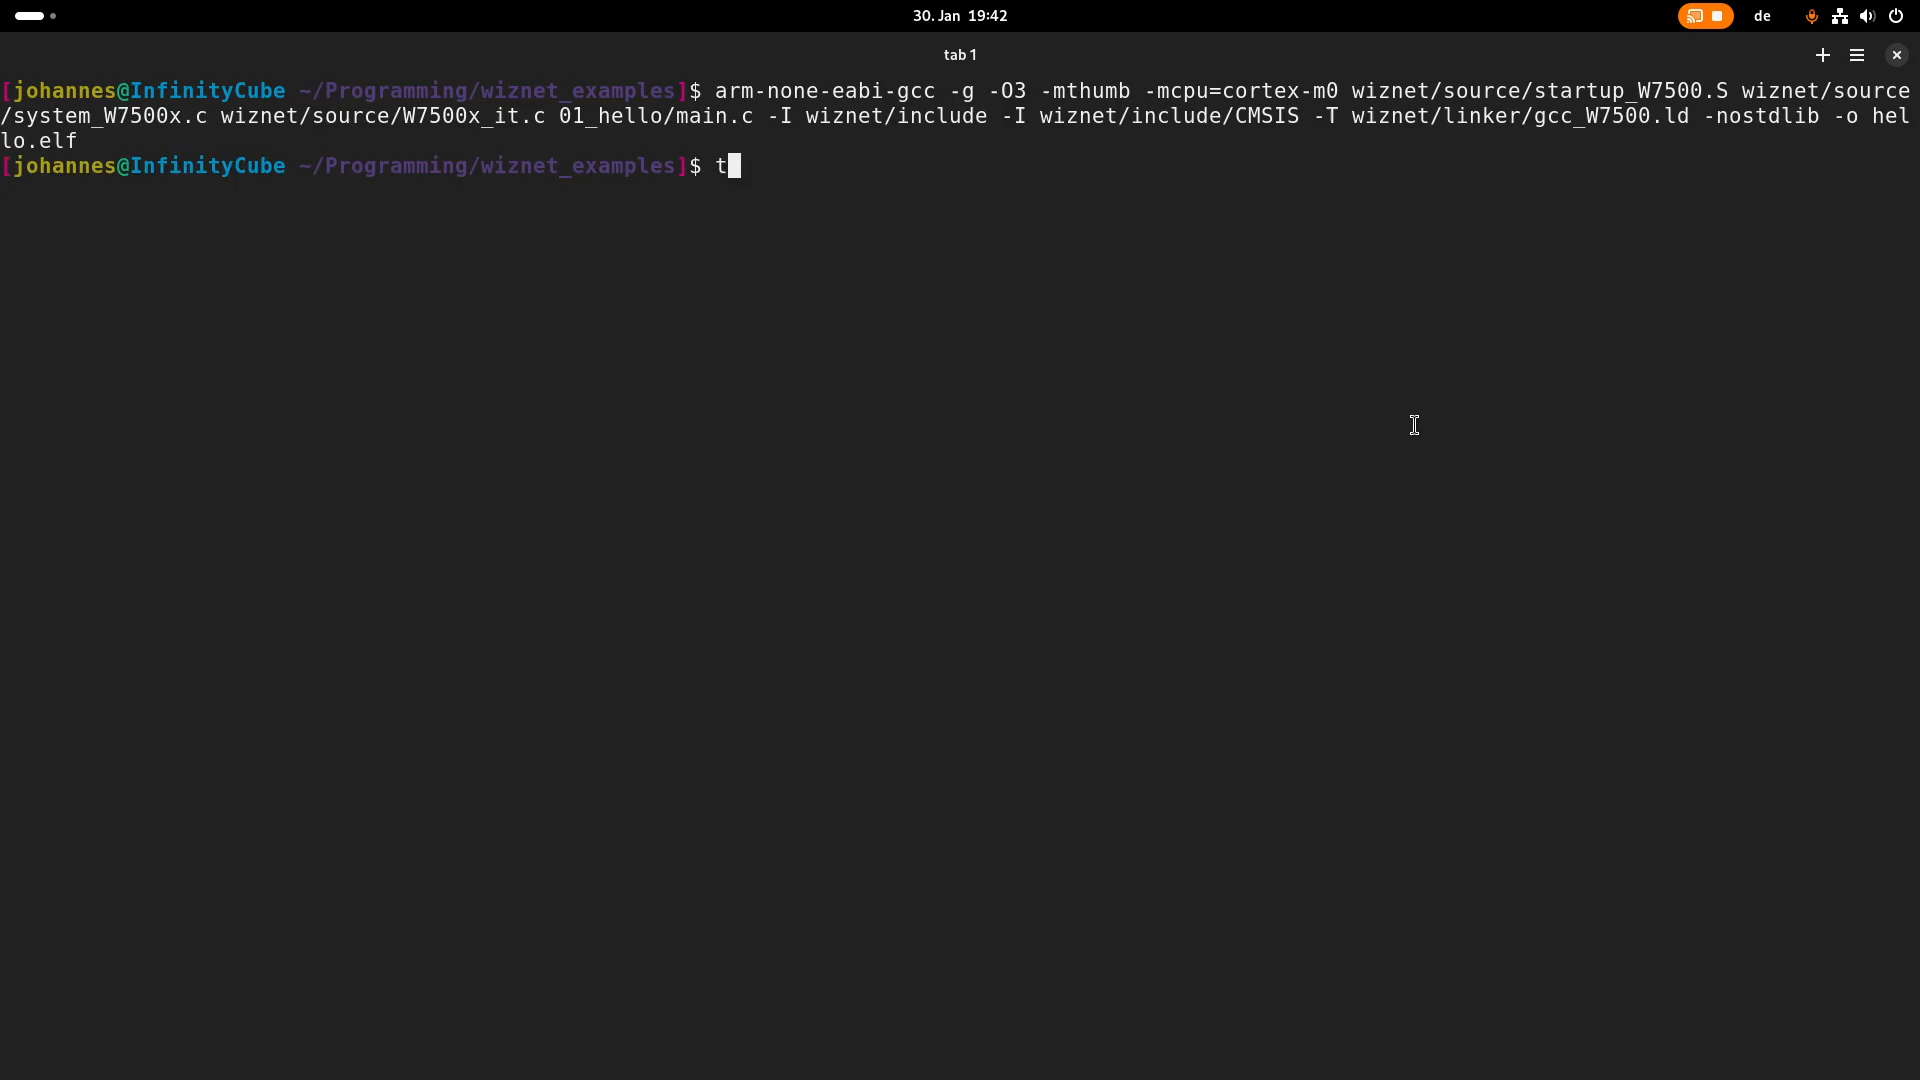 30. Jan 19:42
de
tab 1
[johannes@InfinityCube ~/Programming/wiznet_examples]$ arm-none-eabi-gcc -g -O3 -mthumb -mcpu=cortex-m0 wiznet/source/startup_W7500.S wiznet/source
/system_W7500x.c wiznet/source/W7500x_it.c 01_hello/main.c -I wiznet/include -I wiznet/include/CMSIS -T wiznet/linker/gcc_W7500.ld -nostdlib -o hel
lo.elf
[johannes@InfinityCube ~/Programming/wiznet_examples]$ t